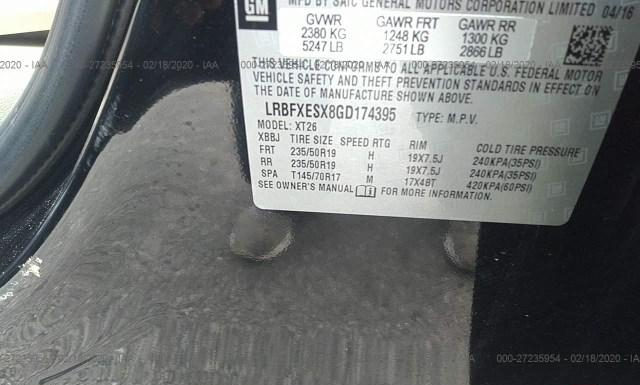 GM
MFD BY SAIC GENERAL MOTORS CORPORATION LIMITED 04/16
GVWR GAWR FRT GAWR RR
2380 KG 1248 KG 1300 KG
5247 LB 2751 LB 2866 LB
THIS VEHICLE CONFORMS TO ALL APPLICABLE U.S. FEDERAL MOTOR
VEHICLE SAFETY AND THEFT PREVENTION STANDARDS IN EFFECT ON
THE DATE OF MANUFACTURE SHOWN ABOVE.
LRBFXESX8GD174395 TYPE: M.P.V.
MODEL: XT26
XBBJ TIRE SIZE SPEED RTG RIM COLD TIRE PRESSURE
FRT 235/50R19 H 19X7.5J 240KPA(35PSI)
RR 235/50R19 H 19X7.5J 240KPA(35PSI)
SPA T145/70R17 M 17X4BT 420KPA(60PSI)
SEE OWNER'S MANUAL i FOR MORE INFORMATION.
000-27235954 - 02/18/2020 - IAA
000-27235954 - 02/18/2020 - IAA